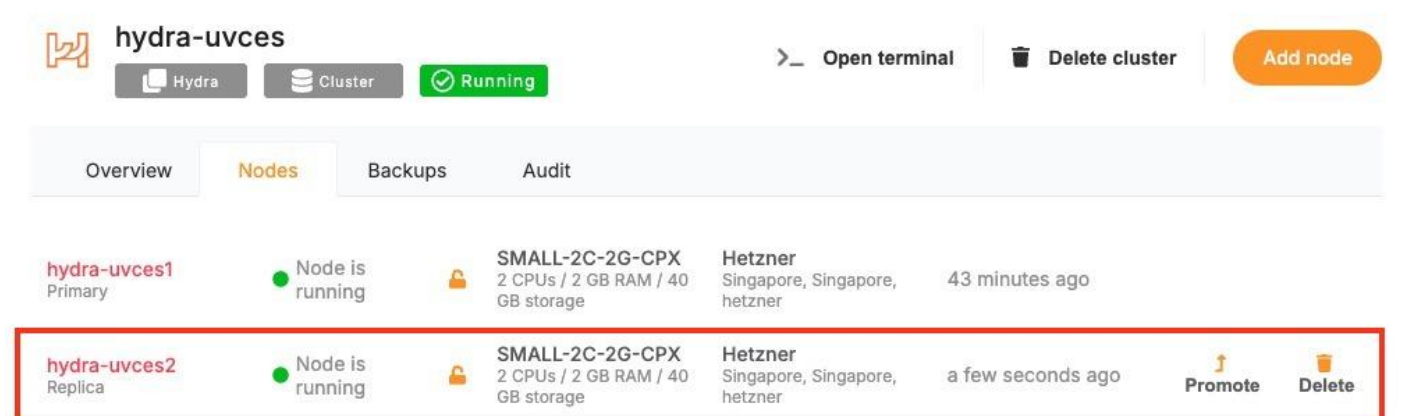 hydra-uvces
Hydra
Cluster
Running
Open terminal
Delete cluster
Add node
Overview
Nodes
Backups
Audit
hydra-uvces1
Primary
Node is
running
SMALL-2C-2G-CPX
2 CPUs / 2 GB RAM / 40
GB storage
Hetzner
Singapore, Singapore,
hetzner
43 minutes ago
hydra-uvces2
Replica
Node is
running
SMALL-2C-2G-CPX
2 CPUs / 2 GB RAM / 40
GB storage
Hetzner
Singapore, Singapore,
hetzner
a few seconds ago
Promote
Delete